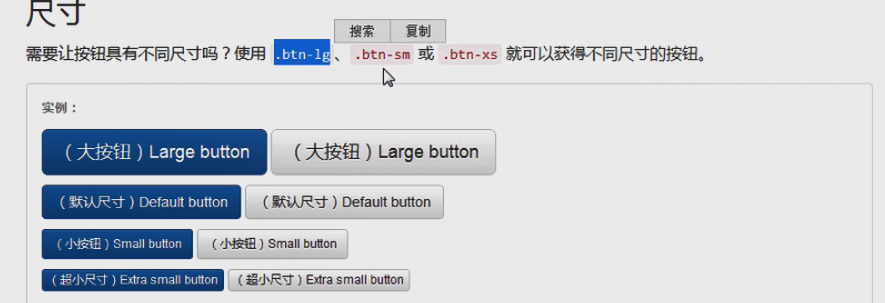 尺寸
搜索 复制
需要让按钮具有不同尺寸吗？使用 .btn-lg 、 .btn-sm 或 .btn-xs 就可以获得不同尺寸的按钮。
实例：
（大按钮）Large button （大按钮）Large button
（默认尺寸）Default button （默认尺寸）Default button
（小按钮）Small button （小按钮）Small button
（超小尺寸）Extra small button （超小尺寸）Extra small button